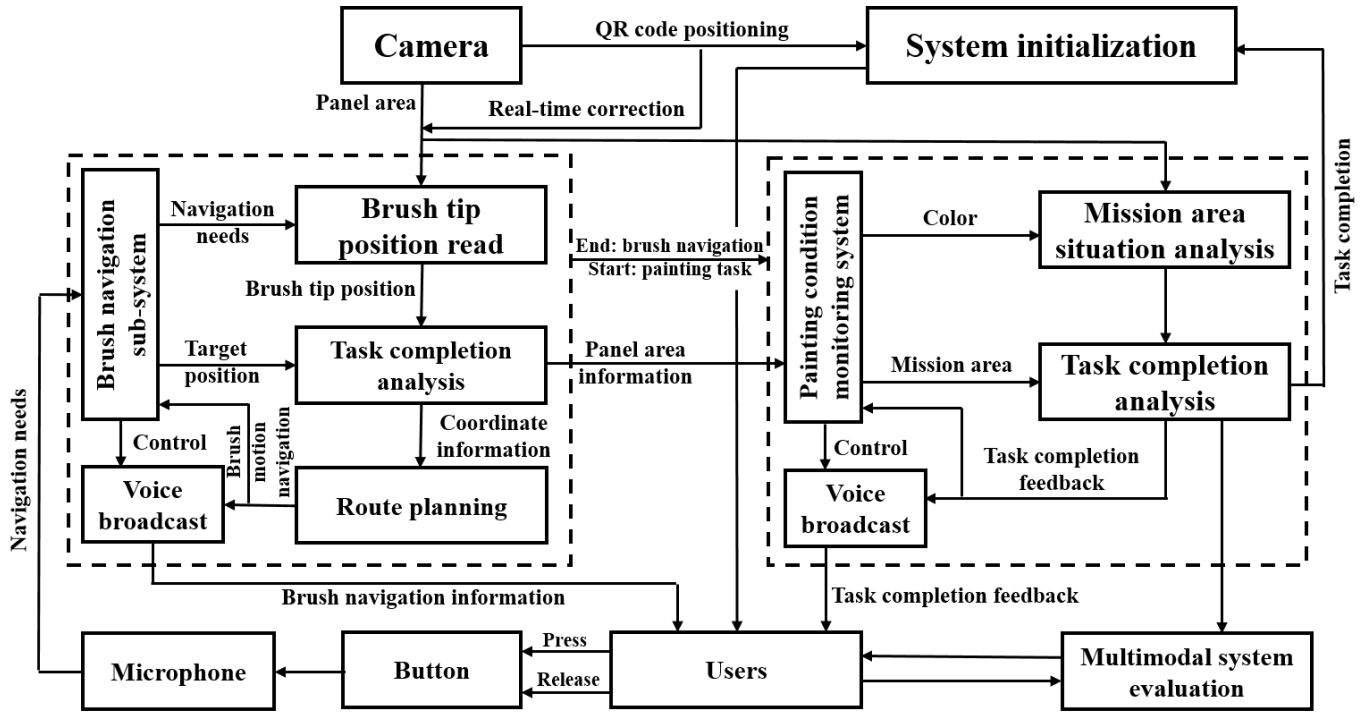 Camera
QR code positioning
System initialization
Panel area
Real-time correction
Task completion
Brush navigation
sub-system
Navigation
needs
Brush tip
position read
Brush tip position
Target
position
Task completion
analysis
Coordinate
information
Control
Brush
motion
navigation
Voice
broadcast
Route planning
End: brush navigation
Start: painting task
Panel area
information
Painting condition
monitoring system
Color
Mission area
situation analysis
Mission area
Task completion
analysis
Control
Task completion
feedback
Voice
broadcast
Navigation needs
Brush navigation information
Task completion feedback
Microphone
Button
Press
Release
Users
Multimodal system
evaluation